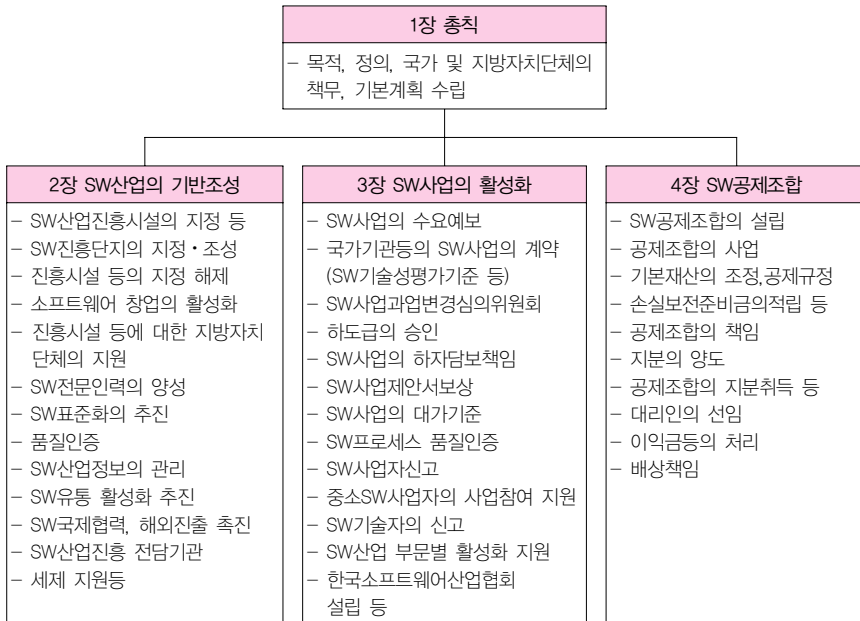 1장 총칙
- 목적, 정의, 국가 및 지방자치단체의
책무, 기본계획 수립
2장 SW산업의 기반조성
- SW산업진흥시설의 지정 등
- SW진흥단지의 지정·조성
- 진흥시설 등의 지정 해제
- 소프트웨어 창업의 활성화
- 진흥시설 등에 대한 지방자치
단체의 지원
- SW전문인력의 양성
- SW표준화의 추진
- 품질인증
- SW산업정보의 관리
- SW유통 활성화 추진
- SW국제협력, 해외진출 촉진
- SW산업진흥 전담기관
- 세제 지원등
3장 SW사업의 활성화
- SW사업의 수요예보
- 국가기관등의 SW사업의 계약
(SW기술성평가기준 등)
- SW사업과업변경심의위원회
- 하도급의 승인
- SW사업의 하자담보책임
- SW사업제안서보상
- SW사업의 대가기준
- SW프로세스 품질인증
- SW사업자신고
- 중소SW사업자의 사업참여 지원
- SW기술자의 신고
- SW산업 부문별 활성화 지원
- 한국소프트웨어산업협회
설립 등
4장 SW공제조합
- SW공제조합의 설립
- 공제조합의 사업
- 기본재산의 조정,공제규정
- 손실보전준비금의적립 등
- 공제조합의 책임
- 지분의 양도
- 공제조합의 지분취득 등
- 대리인의 선임
- 이익금등의 처리
- 배상책임